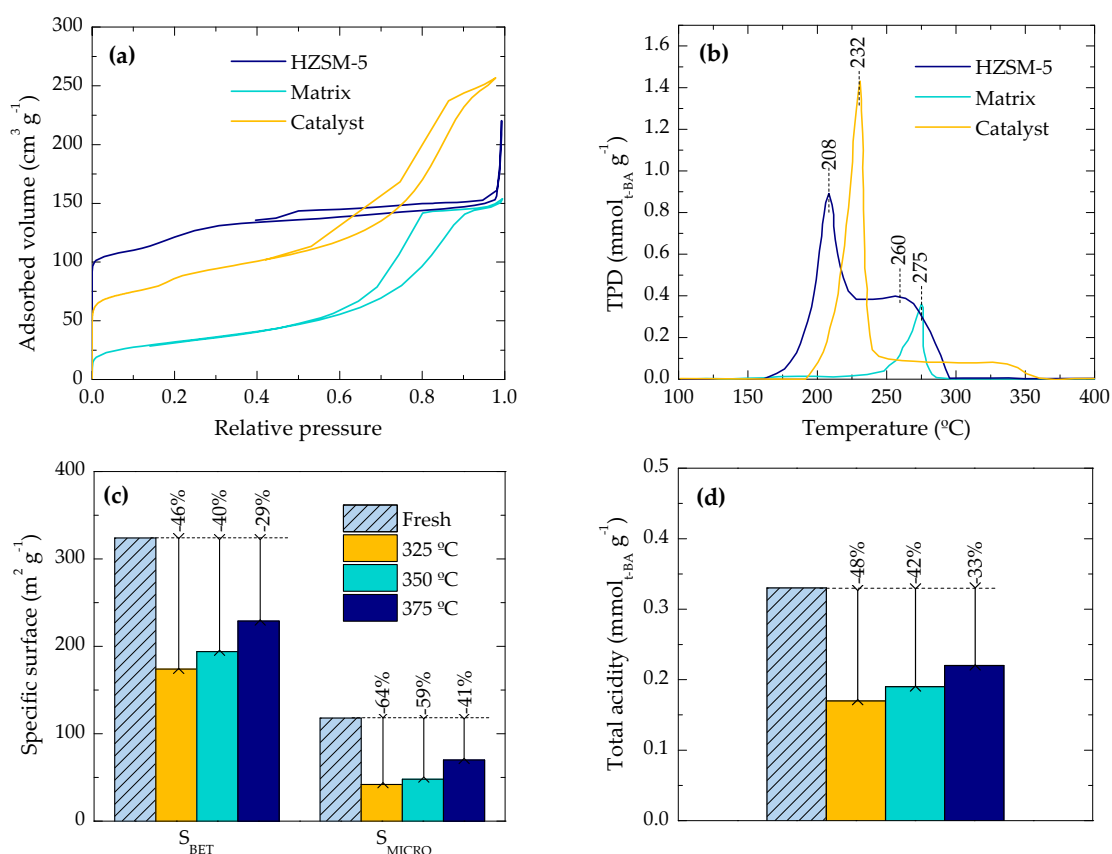 (a)
HZSM-5
Matrix
Catalyst
Adsorbed volume (cm³ g⁻¹)
300
250
200
150
100
50
0
0.0 0.2 0.4 0.6 0.8 1.0
Relative pressure
(b)
HZSM-5
Matrix
Catalyst
208
232
260
275
TPD (mmol t-BA g⁻¹)
1.6
1.4
1.2
1.0
0.8
0.6
0.4
0.2
0.0
100 150 200 250 300 350 400
Temperature (ºC)
(c)
Fresh
325 ºC
350 ºC
375 ºC
-46%
-40%
-29%
-64%
-59%
-41%
Specific surface (m² g⁻¹)
400
300
200
100
0
S BET
S MICRO
(d)
-48%
-42%
-33%
Total acidity (mmol t-BA g⁻¹)
0.5
0.4
0.3
0.2
0.1
0.0